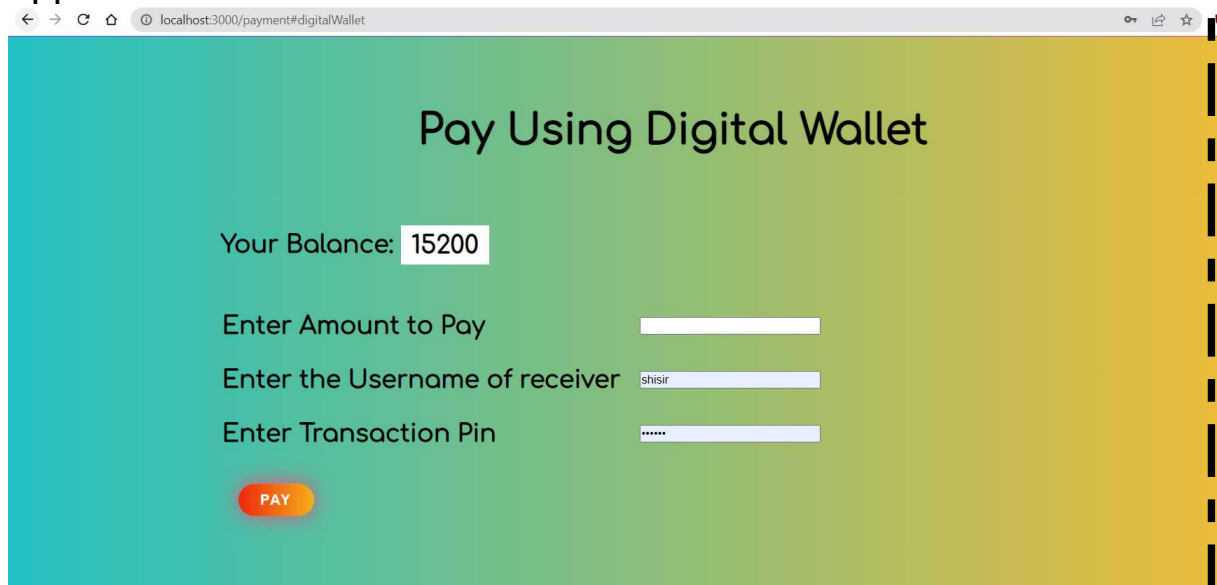 localhost:3000/payment#digitalWallet
Pay Using Digital Wallet
Your Balance: 15200
Enter Amount to Pay
Enter the Username of receiver shisir
Enter Transaction Pin ••••••
PAY